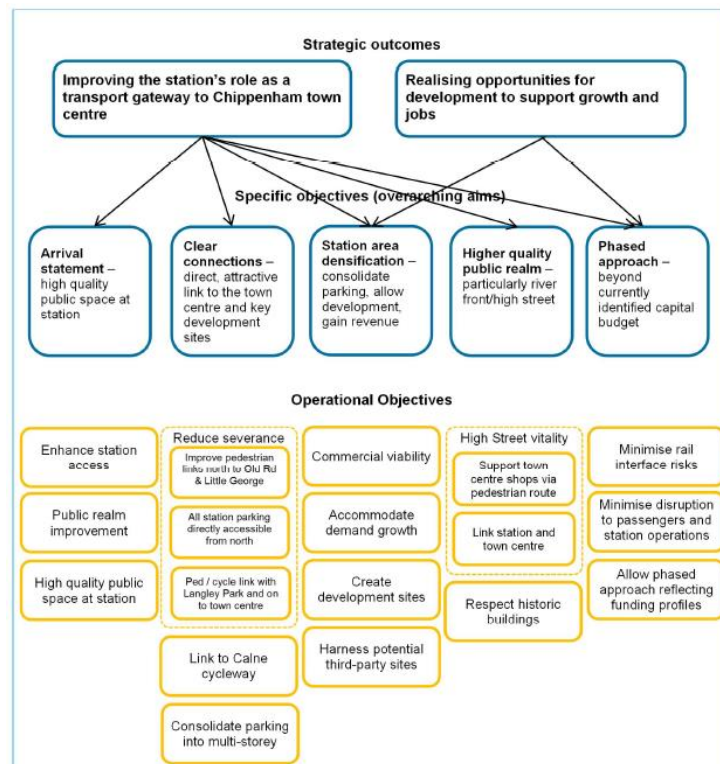 Strategic outcomes
Improving the station's role as a
transport gateway to Chippenham town
centre
Realising opportunities for
development to support growth and
jobs
Specific objectives (overarching aims)
Arrival
statement –
high quality
public space at
station
Clear
connections –
direct, attractive
link to the town
centre and key
development
sites
Station area
densification –
consolidate
parking, allow
development,
gain revenue
Higher quality
public realm –
particularly river
front/high street
Phased
approach –
beyond
currently
identified capital
budget
Operational Objectives
Enhance station
access
Public realm
improvement
High quality public
space at station
Reduce severance
Improve pedestrian
links north to Old Rd
& Little George
All station parking
directly accessible
from north
Ped / cycle link with
Langley Park and on
to town centre
Link to Calne
cycleway
Consolidate parking
into multi-storey
Commercial viability
Accommodate
demand growth
Create
development sites
Harness potential
third-party sites
High Street vitality
Support town
centre shops via
pedestrian route
Link station and
town centre
Respect historic
buildings
Minimise rail
interface risks
Minimise disruption
to passengers and
station operations
Allow phased
approach reflecting
funding profiles